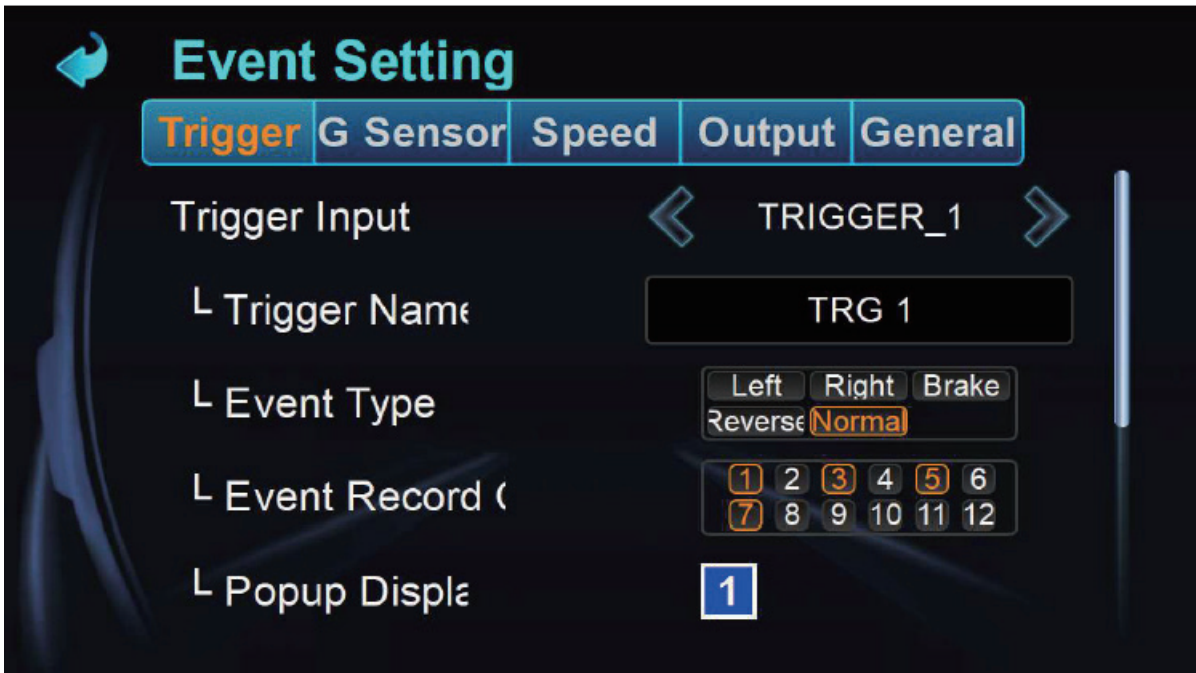 Event Setting
Trigger G Sensor Speed Output General
Trigger Input TRIGGER_1
Trigger Name TRG 1
Event Type Left Right Brake
Reverse Normal
Event Record 1 2 3 4 5 6
7 8 9 10 11 12
Popup 1